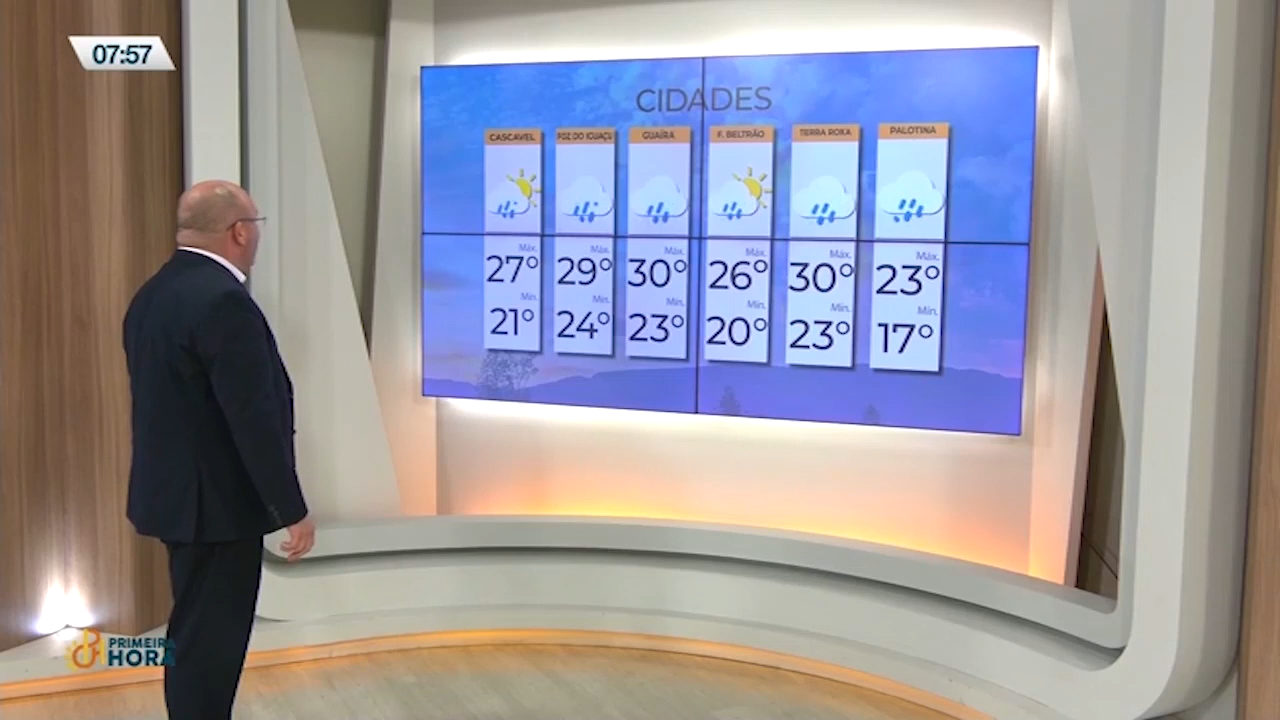 07:57
CIDADES
CASCAVEL FOZ DO IGUAÇU GUAÍRA F. BELTRÃO TERRA ROXA PALOTINA
Máx. Máx. Máx. Máx. Máx. Máx.
27° 29° 30° 26° 30° 23°
Mín. Mín. Mín. Mín. Mín. Mín.
21° 24° 23° 20° 23° 17°
PRIMEIRA
HORA